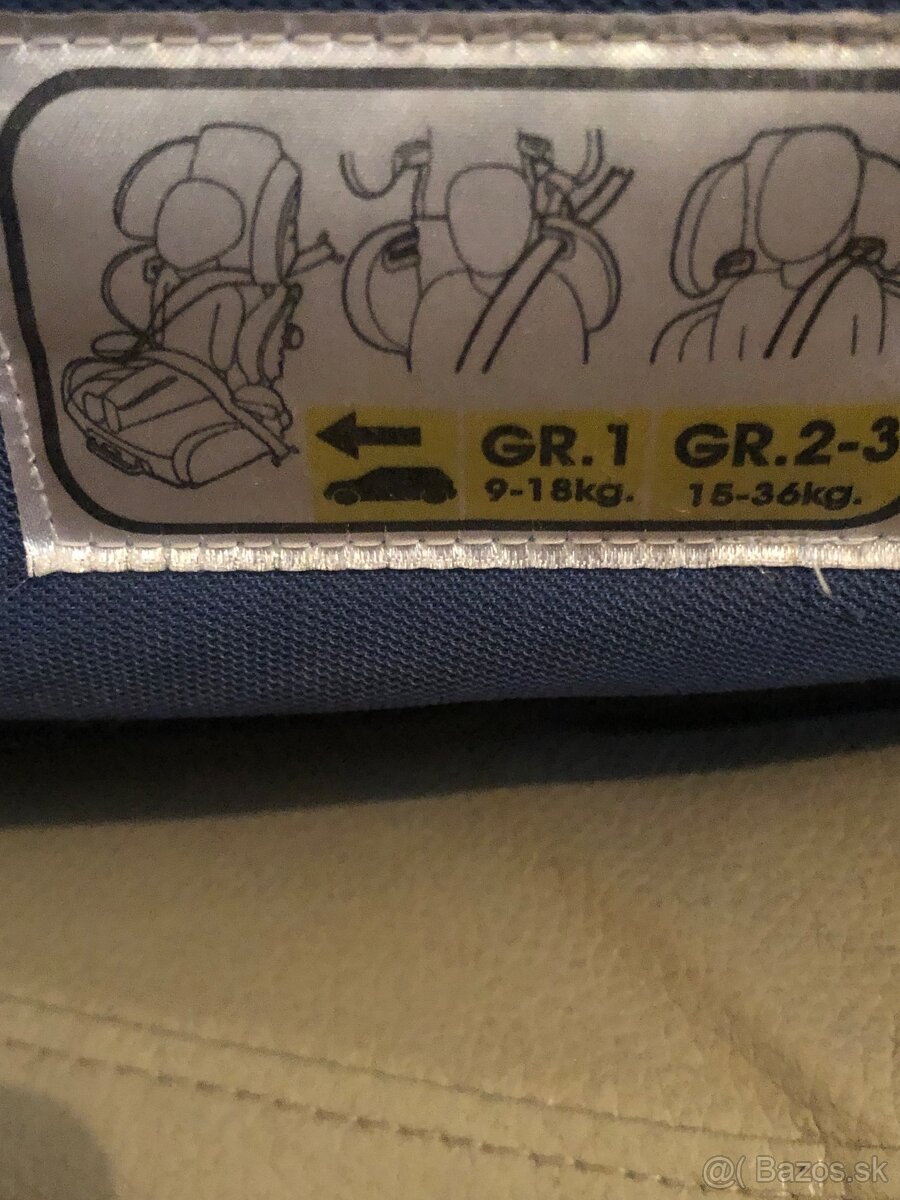 GR.1
9-18kg.
GR.2-3
15-36kg.
@( Bazos.sk